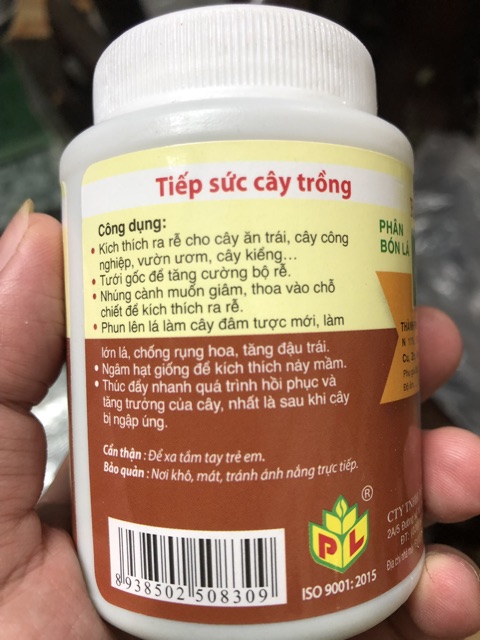 Tiếp sức cây trồng
Công dụng:
• Kích thích ra rễ cho cây ăn trái, cây công
nghiệp, vườn ươm, cây kiểng...
• Tưới gốc để tăng cường bộ rễ.
• Nhúng cành muốn giâm, thoa vào chỗ
chiết để kích thích ra rễ.
• Phun lên lá làm cây đâm tược mới, làm
lớn lá, chống rụng hoa, tăng đậu trái.
• Ngâm hạt giống để kích thích nảy mầm.
• Thúc đẩy nhanh quá trình hồi phục và
tăng trưởng của cây, nhất là sau khi cây
bị ngập úng.
Cẩn thận : Để xa tầm tay trẻ em.
Bảo quản : Nơi khô, mát, tránh ánh nắng trực tiếp.
8 938502 508309
PL ®
ISO 9001: 2015
PHÂN
BÓN LÁ